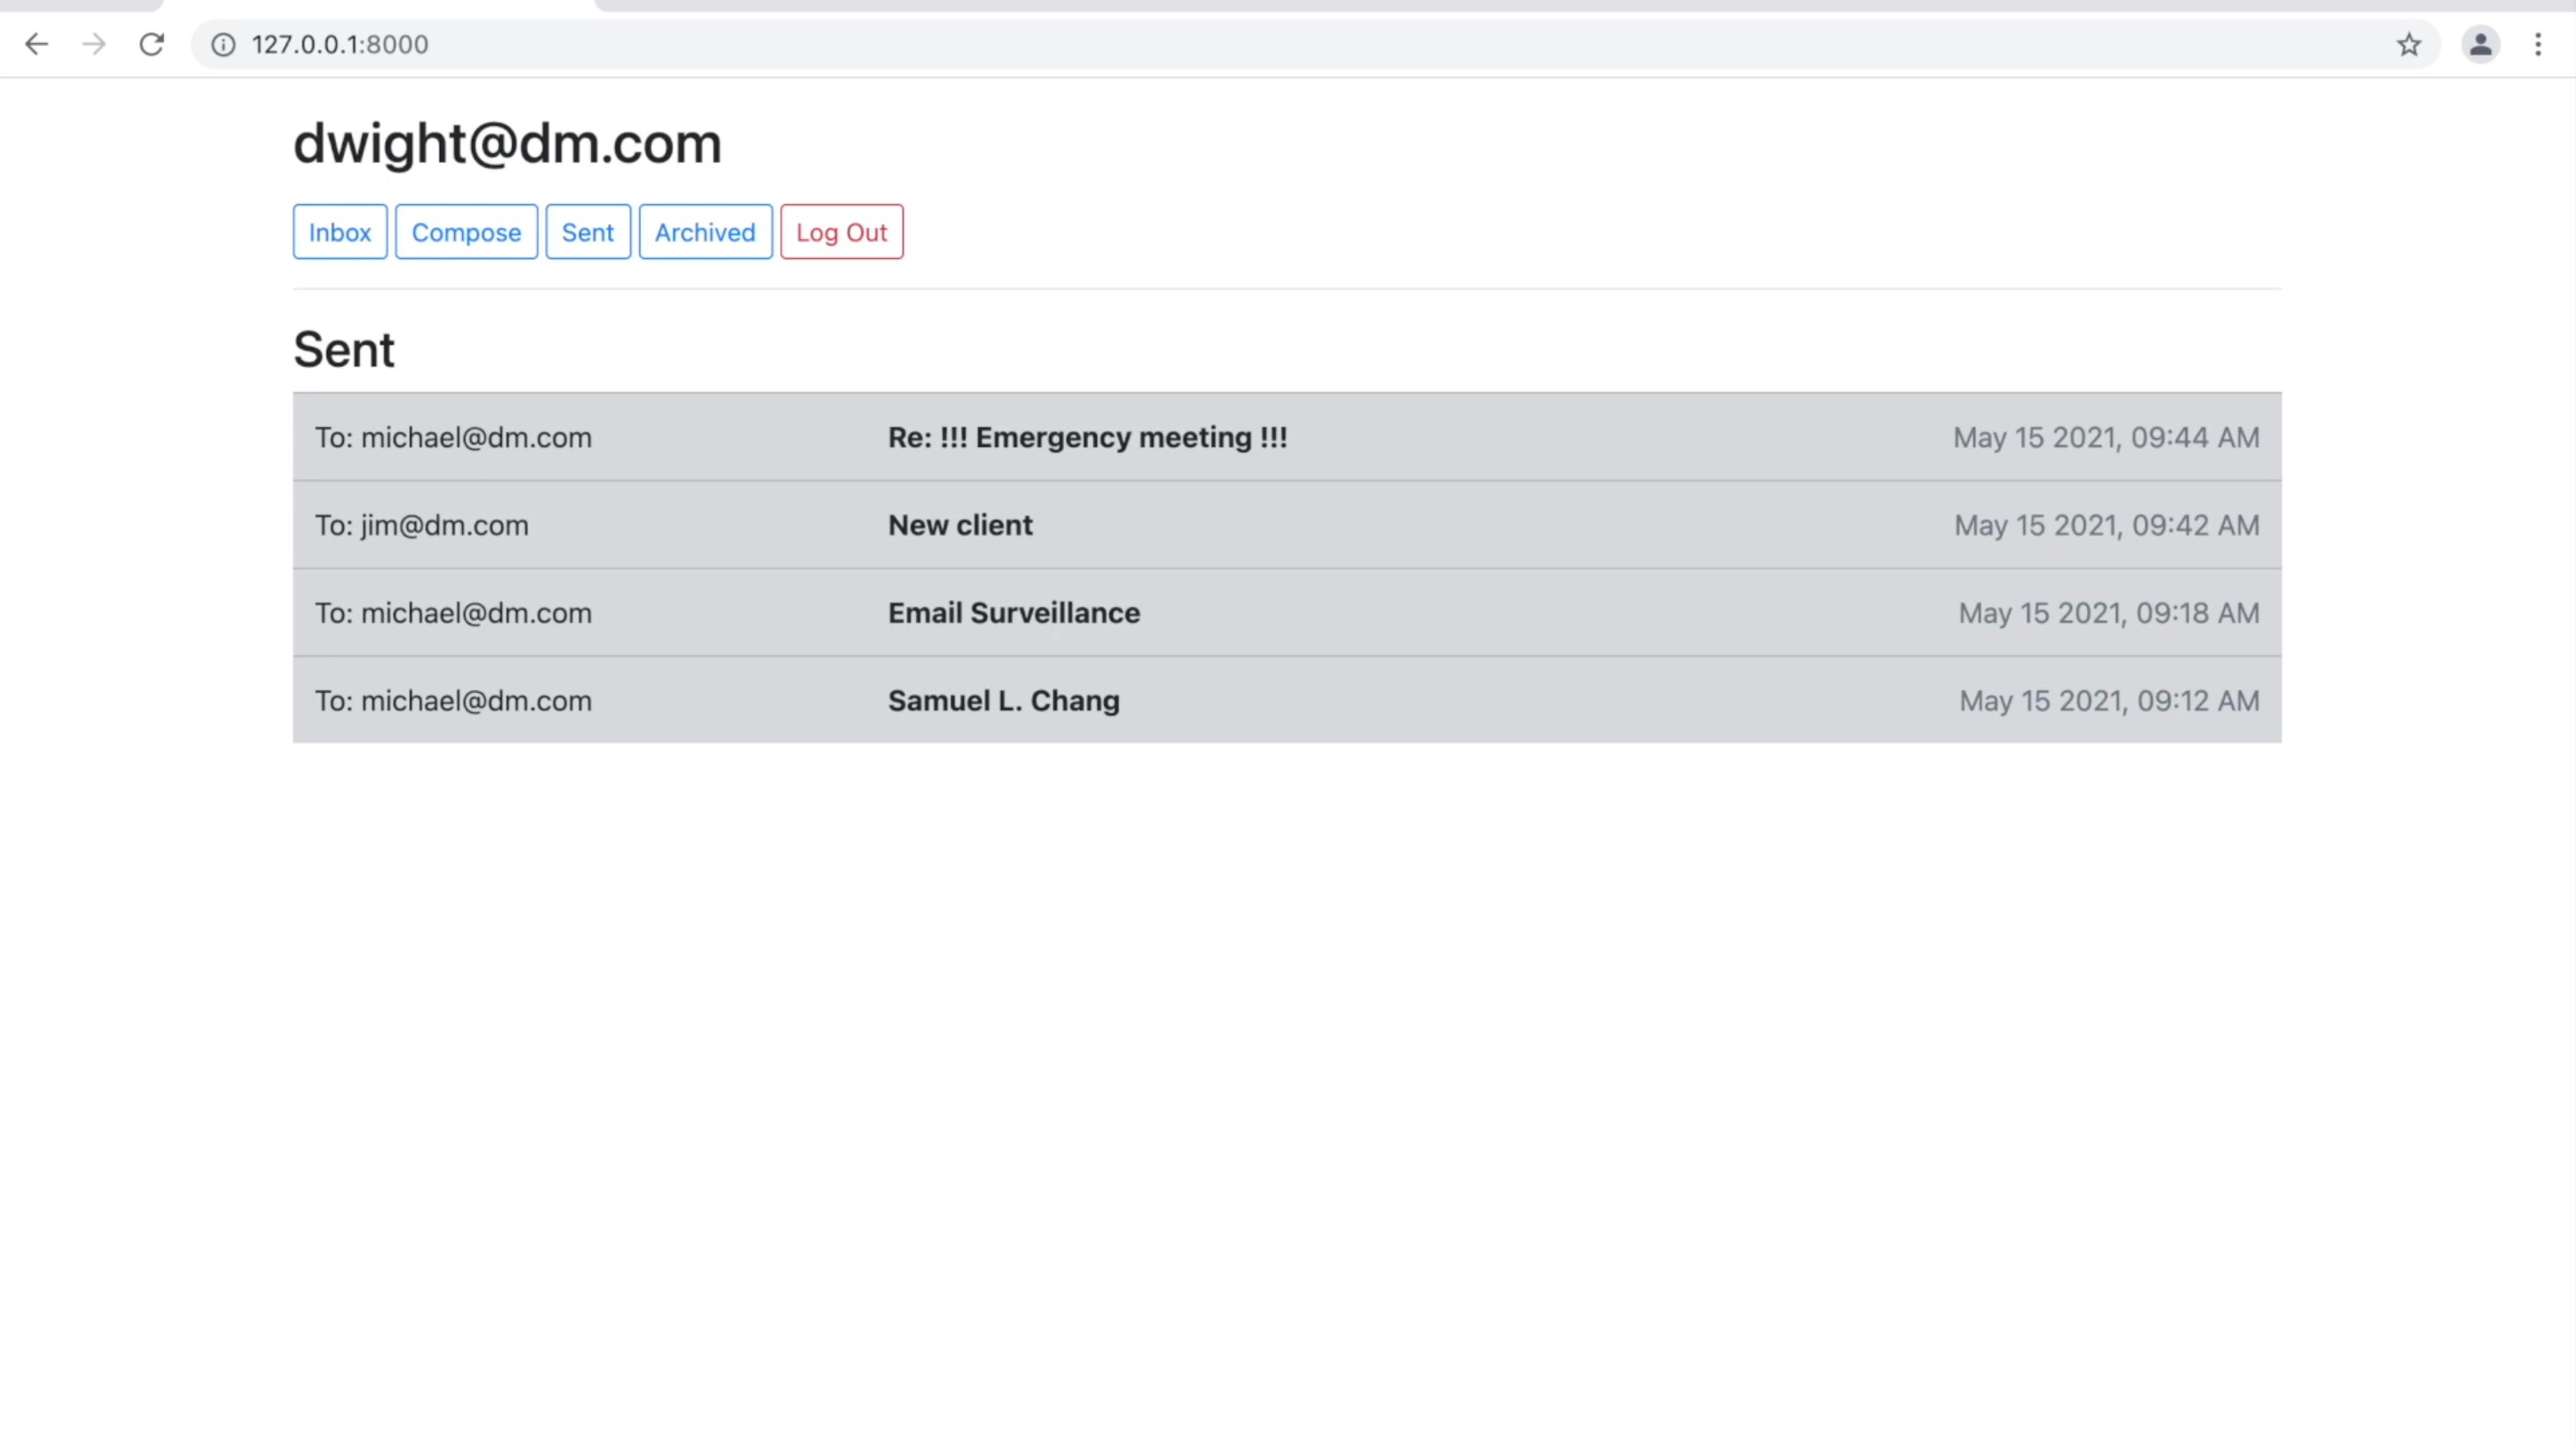 127.0.0.1:8000
dwight@dm.com
Inbox Compose Sent Archived Log Out
Sent
To: michael@dm.com Re: !!! Emergency meeting !!! May 15 2021, 09:44 AM
To: jim@dm.com New client May 15 2021, 09:42 AM
To: michael@dm.com Email Surveillance May 15 2021, 09:18 AM
To: michael@dm.com Samuel L. Chang May 15 2021, 09:12 AM